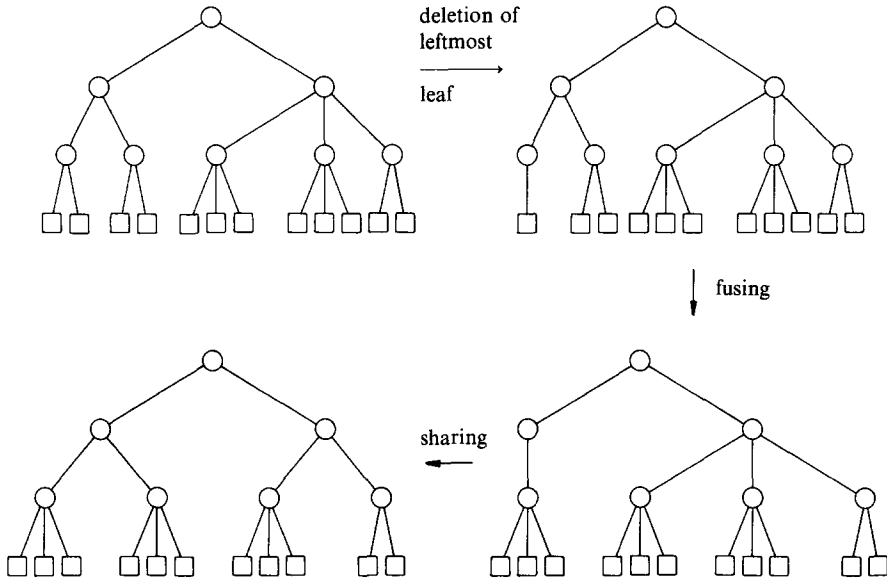 deletion of
leftmost
leaf
fusing
sharing